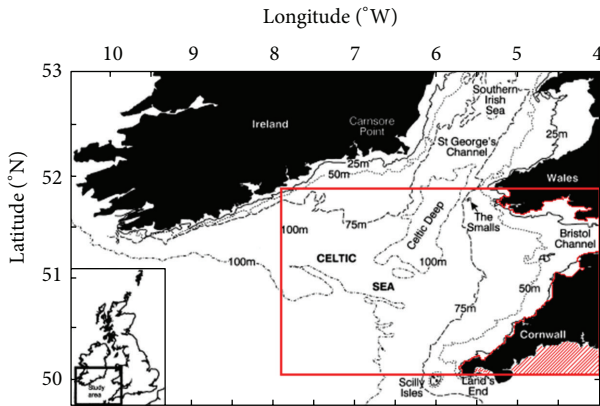 Longitude (°W)
10 9 8 7 6 5 4
Latitude (°N)
53
52
51
50
Southern
Irish
Sea
Ireland
Carnsore
Point
St George's
Channel
25m
25m
50m
Wales
75m
100m
Celtic Deep
The
Smalls
Bristol
Channel
100m
CELTIC
SEA
100m
75m
50m
Cornwall
Scilly
Isles
Land's
End
Study
area